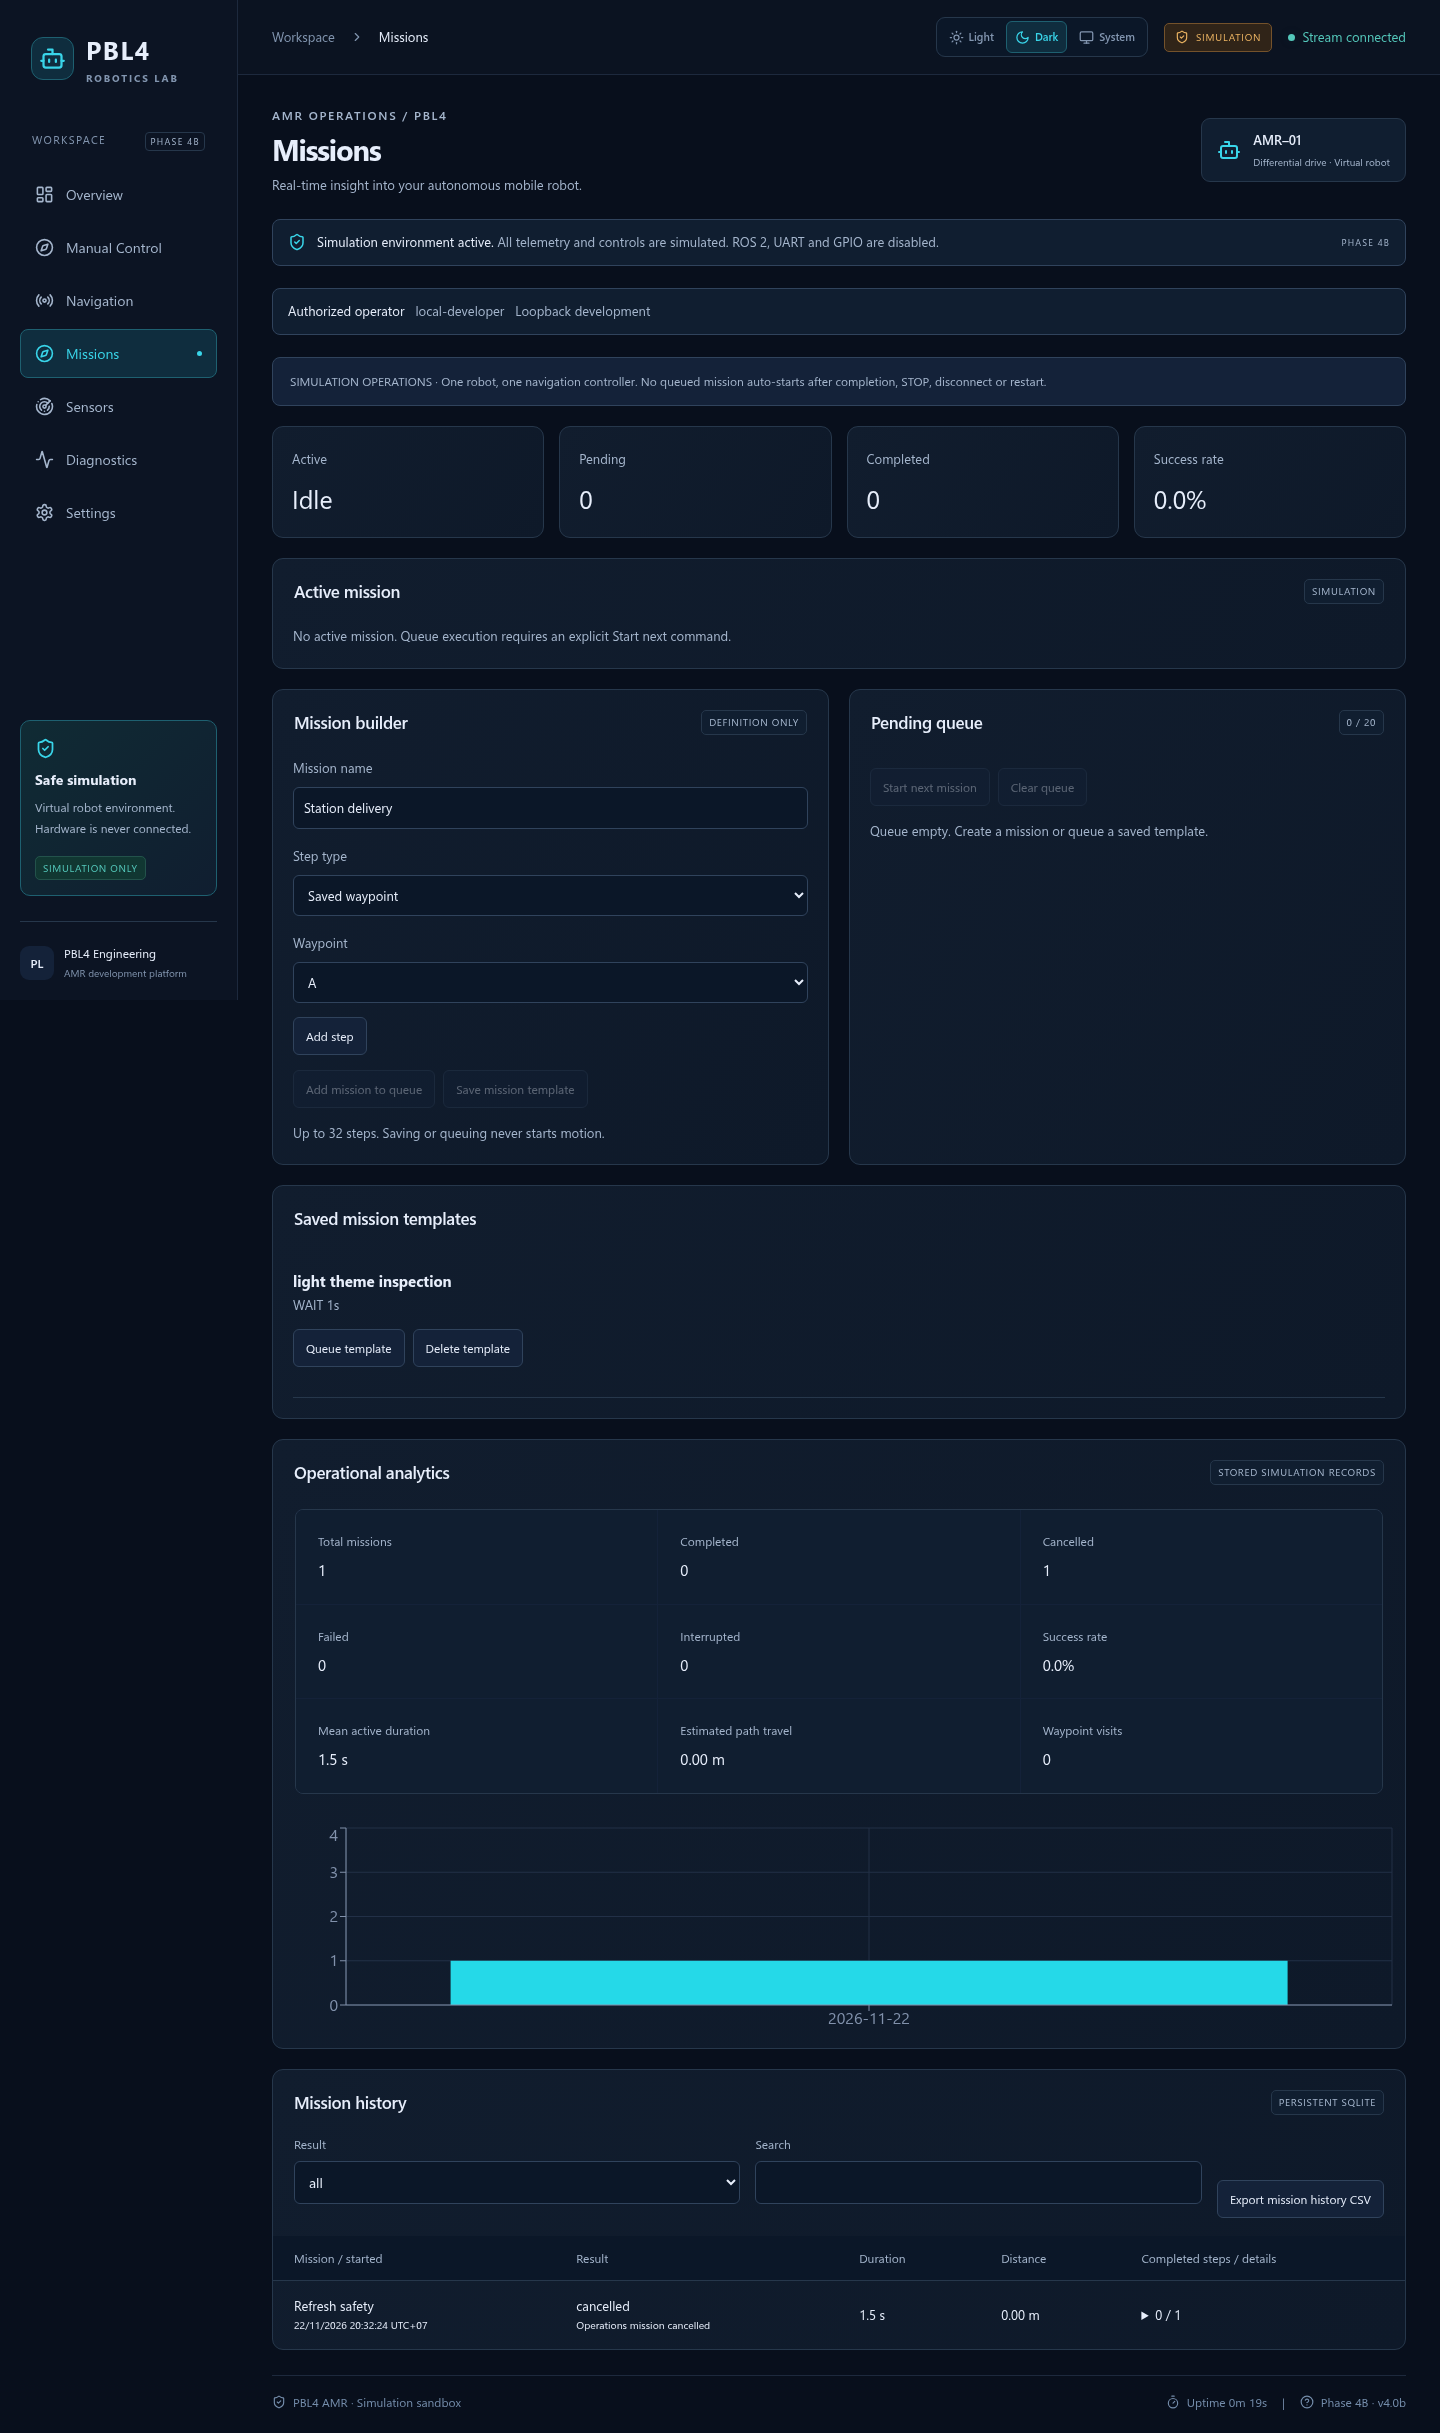 PBL4
ROBOTICS LAB
WORKSPACE
PHASE 4B
Overview
Manual Control
Navigation
Missions
Sensors
Diagnostics
Settings
Safe simulation
Virtual robot environment.
Hardware is never connected.
SIMULATION ONLY
PL
PBL4 Engineering
AMR development platform
Workspace > Missions
Light
Dark
System
SIMULATION
Stream connected
AMR OPERATIONS / PBL4
Missions
Real-time insight into your autonomous mobile robot.
AMR–01
Differential drive · Virtual robot
Simulation environment active. All telemetry and controls are simulated. ROS 2, UART and GPIO are disabled.
PHASE 4B
Authorized operator local-developer Loopback development
SIMULATION OPERATIONS · One robot, one navigation controller. No queued mission auto-starts after completion, STOP, disconnect or restart.
Active
Idle
Pending
0
Completed
0
Success rate
0.0%
Active mission
SIMULATION
No active mission. Queue execution requires an explicit Start next command.
Mission builder
DEFINITION ONLY
Mission name
Station delivery
Step type
Saved waypoint
Waypoint
A
Add step
Add mission to queue
Save mission template
Up to 32 steps. Saving or queuing never starts motion.
Pending queue
0 / 20
Start next mission
Clear queue
Queue empty. Create a mission or queue a saved template.
Saved mission templates
light theme inspection
WAIT 1s
Queue template
Delete template
Operational analytics
STORED SIMULATION RECORDS
Total missions
1
Completed
0
Cancelled
1
Failed
0
Interrupted
0
Success rate
0.0%
Mean active duration
1.5 s
Estimated path travel
0.00 m
Waypoint visits
0
4
3
2
1
0
2026-11-22
Mission history
PERSISTENT SQLITE
Result
all
Search
Export mission history CSV
Mission / started
Result
Duration
Distance
Completed steps / details
Refresh safety
22/11/2026 20:32:24 UTC+07
cancelled
Operations mission cancelled
1.5 s
0.00 m
0 / 1
PBL4 AMR · Simulation sandbox
Uptime 0m 19s
|
Phase 4B · v4.0b